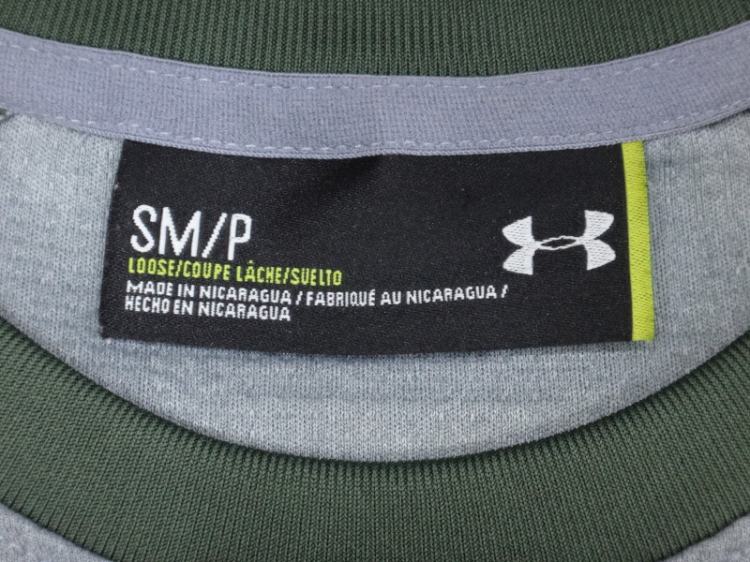 SM/P
LOOSE/COUPE LÂCHE/SUELTO
MADE IN NICARAGUA / FABRIQUÉ AU NICARAGUA /
HECHO EN NICARAGUA